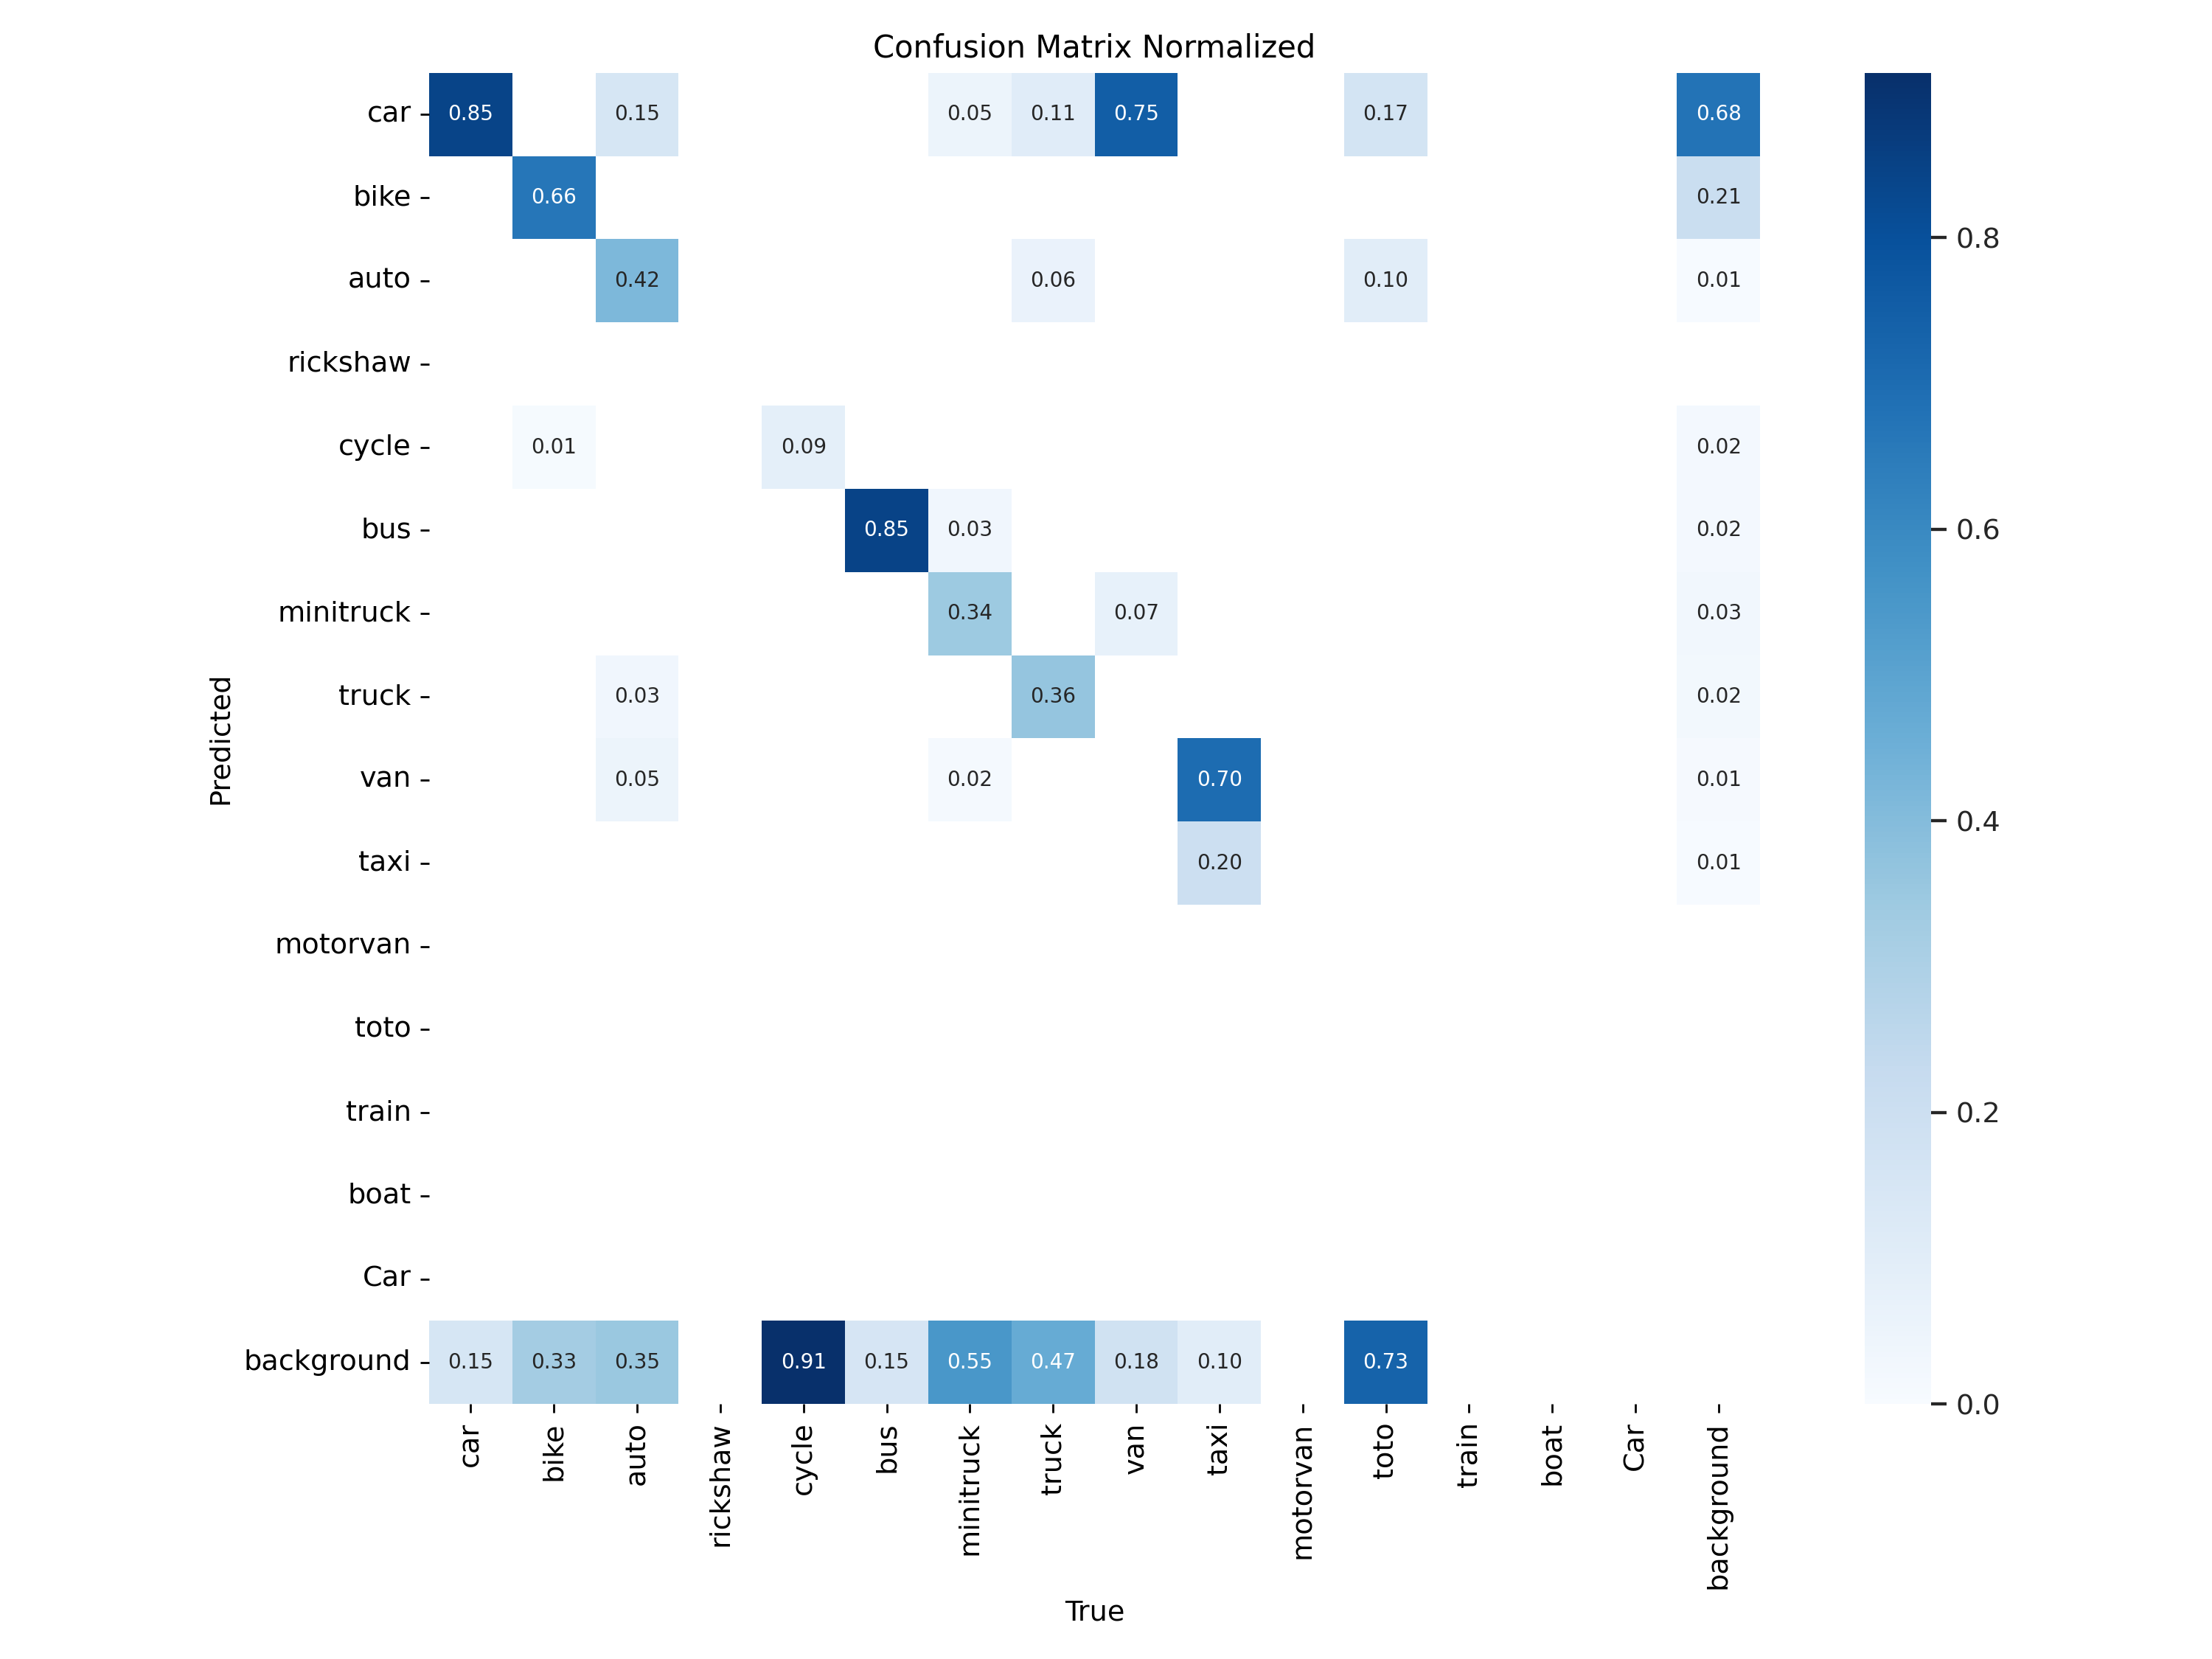 Confusion Matrix Normalized
car 0.85 0.15 0.05 0.11 0.75 0.17 0.68
bike 0.66 0.21
auto 0.42 0.06 0.10 0.01
rickshaw
cycle 0.01 0.09 0.02
bus 0.85 0.03 0.02
minitruck 0.34 0.07 0.03
truck 0.03 0.36 0.02
van 0.05 0.02 0.70 0.01
taxi 0.20 0.01
motorvan
toto
train
boat
Car
background 0.15 0.33 0.35 0.91 0.15 0.55 0.47 0.18 0.10 0.73
Predicted
car bike auto rickshaw cycle bus minitruck truck van taxi motorvan toto train boat Car background
True
0.8
0.6
0.4
0.2
0.0